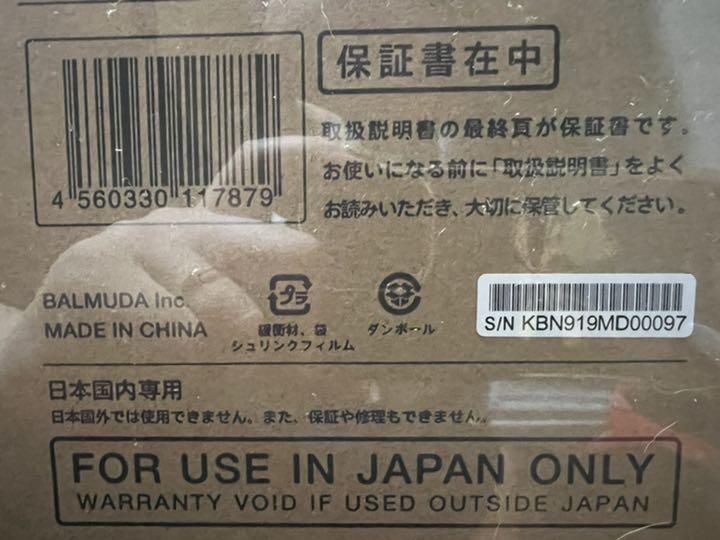 4 560330 117879
保証書在中
取扱説明書の最終頁が保証書です。
お使いになる前に「取扱説明書」をよく
お読みいただき、大切に保管してください。
BALMUDA Inc.
MADE IN CHINA
プラ
緩衝材、袋
シュリンクフィルム
ダンボール
S/N KBN919MD00097
日本国内専用
日本国外では使用できません。また、保証や修理もできません。
FOR USE IN JAPAN ONLY
WARRANTY VOID IF USED OUTSIDE JAPAN